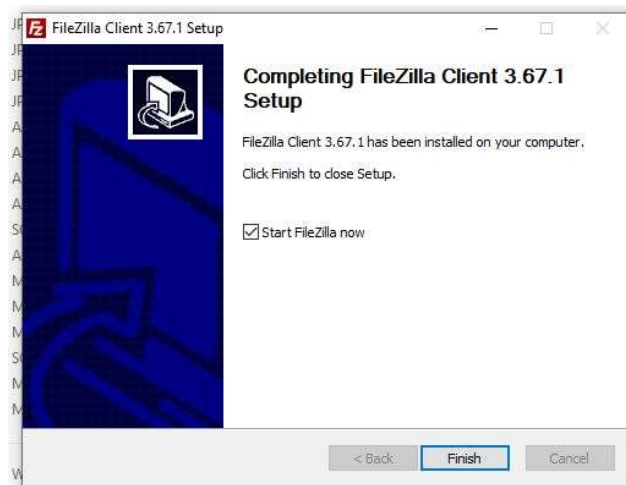 FileZilla Client 3.67.1 Setup
Completing FileZilla Client 3.67.1
Setup
FileZilla Client 3.67.1 has been installed on your computer.
Click Finish to close Setup.
Start FileZilla now
< Back
Finish
Cancel